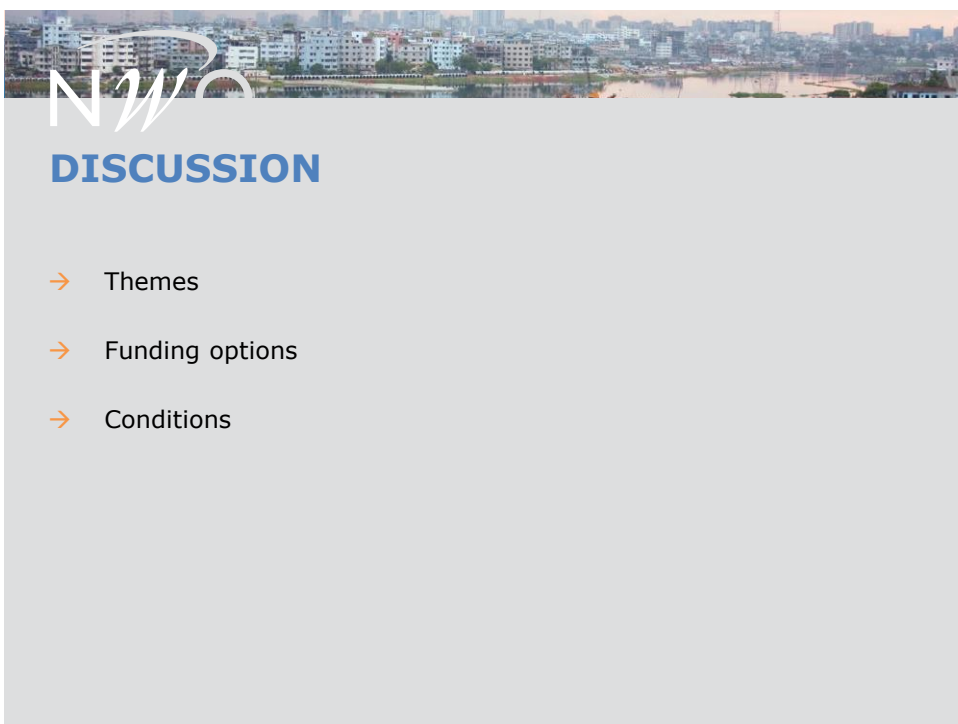 NWO
DISCUSSION
→ Themes
→ Funding options
→ Conditions